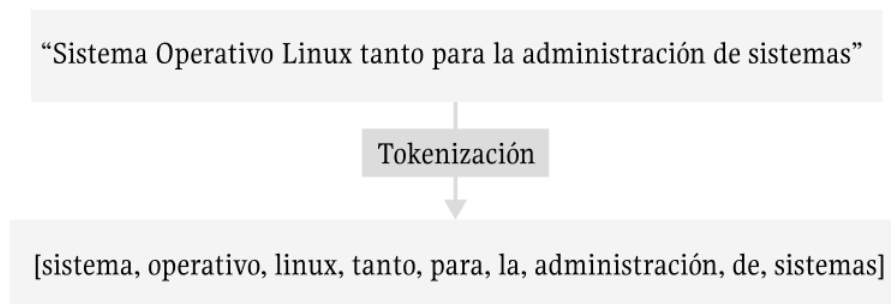 “Sistema Operativo Linux tanto para la administración de sistemas”
Tokenización
[sistema, operativo, linux, tanto, para, la, administración, de, sistemas]